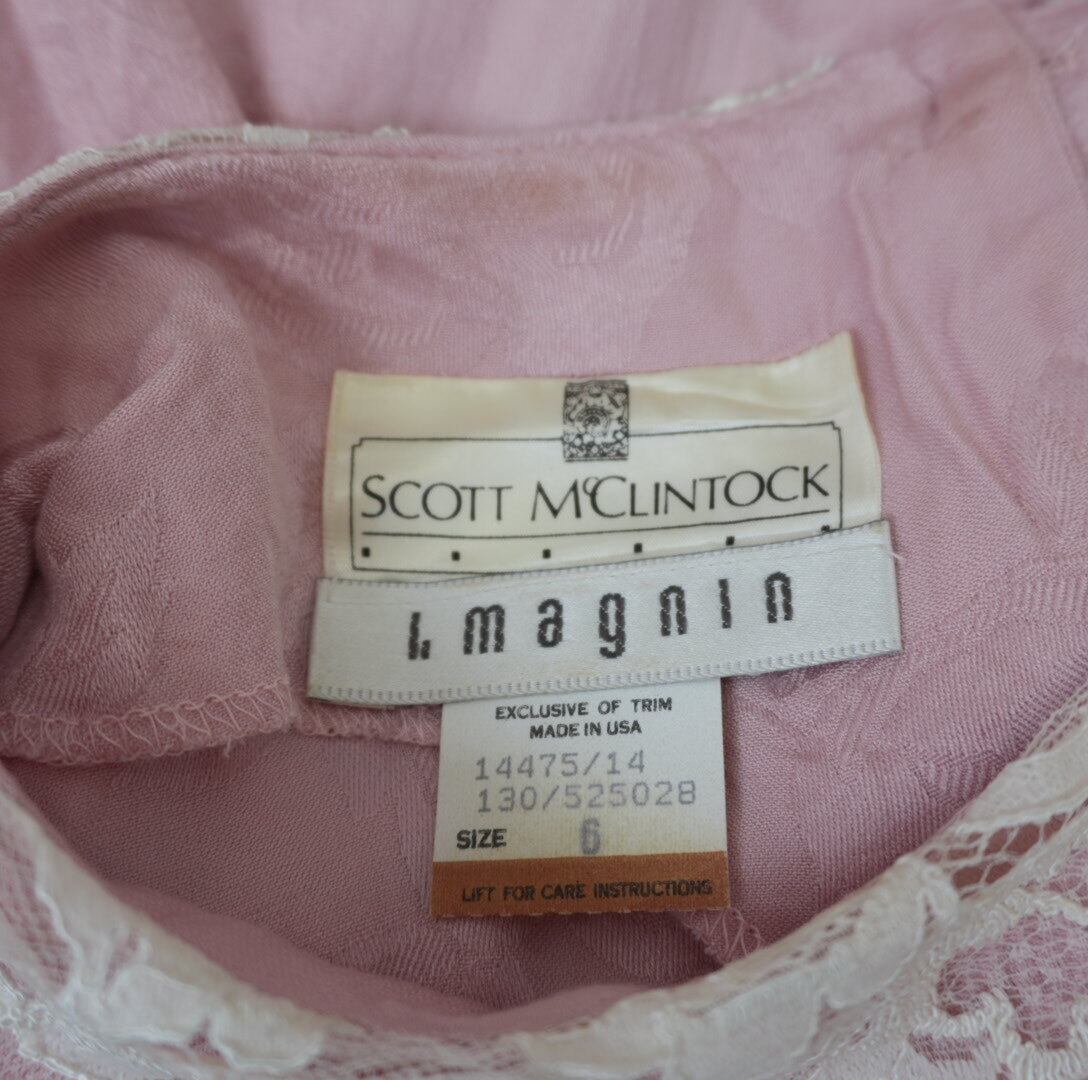 SCOTT McCLINTOCK
I. magnin
EXCLUSIVE OF TRIM
MADE IN USA
14475/14
130/525028
SIZE 6
LIFT FOR CARE INSTRUCTIONS